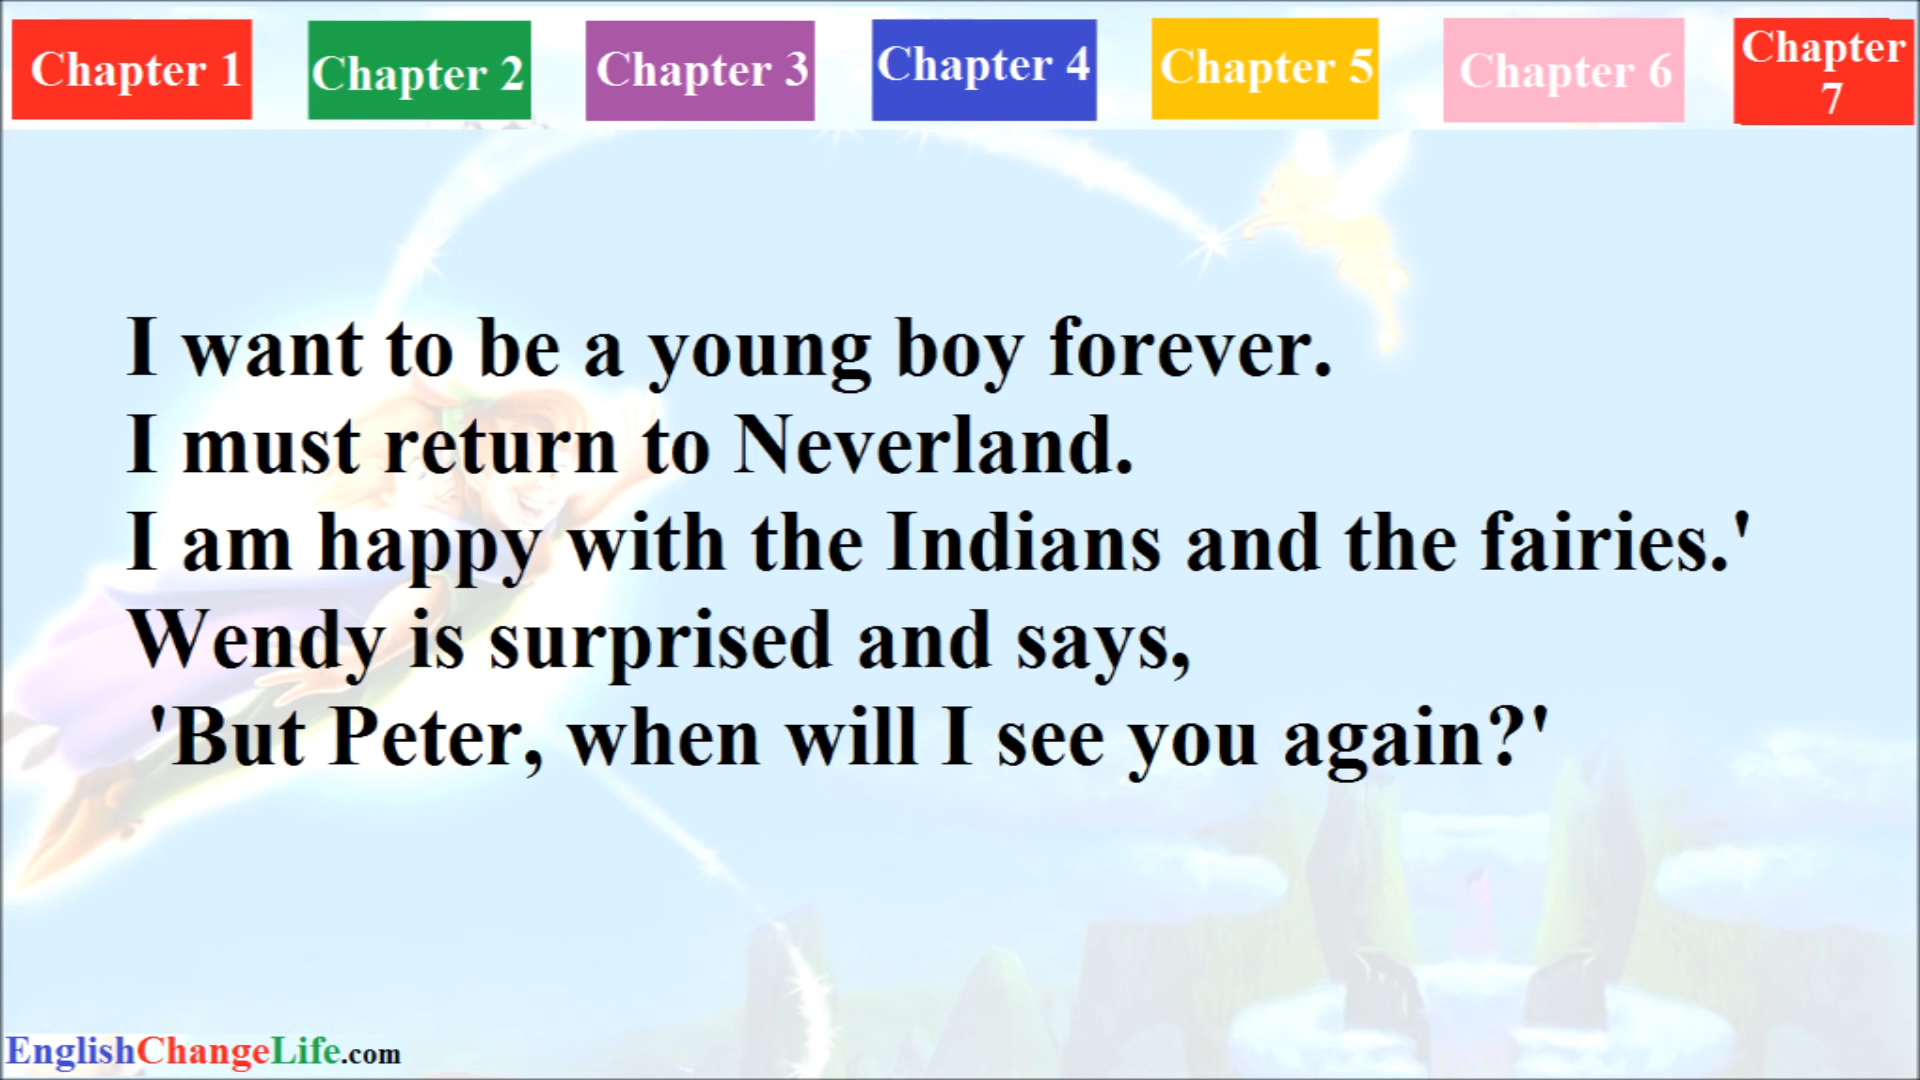 Chapter 1 Chapter 2 Chapter 3 Chapter 4 Chapter 5 Chapter 6 Chapter 7
I want to be a young boy forever.
I must return to Neverland.
I am happy with the Indians and the fairies.'
Wendy is surprised and says,
'But Peter, when will I see you again?'
EnglishChangeLife.com